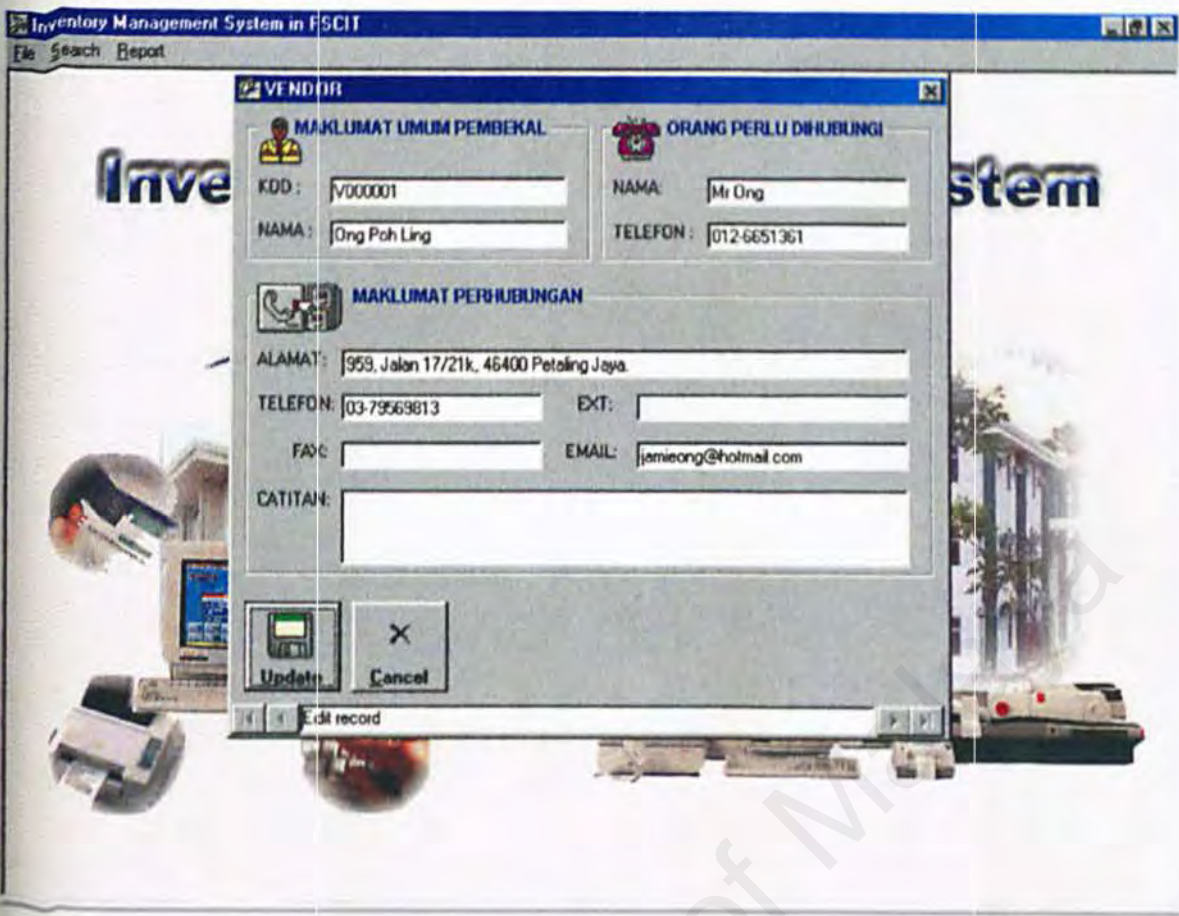 Inventory Management System in FSCIT
File Search Report
VENDOR
MAKLUMAT UMUM PEMBEKAL
KOD :
V000001
NAMA :
Ong Poh Ling
ORANG PERLU DIHUBUNGI
NAMA:
Mr Ong
TELEFON :
012-6651361
Inve
stem
MAKLUMAT PERHUBUNGAN
ALAMAT:
959, Jalan 17/21k, 46400 Petaling Jaya.
TELEFON:
03-79569813
EXT:
FAX:
EMAIL:
jamieong@hotmail.com
CATITAN:
Update
Cancel
Edit record
of Malaya